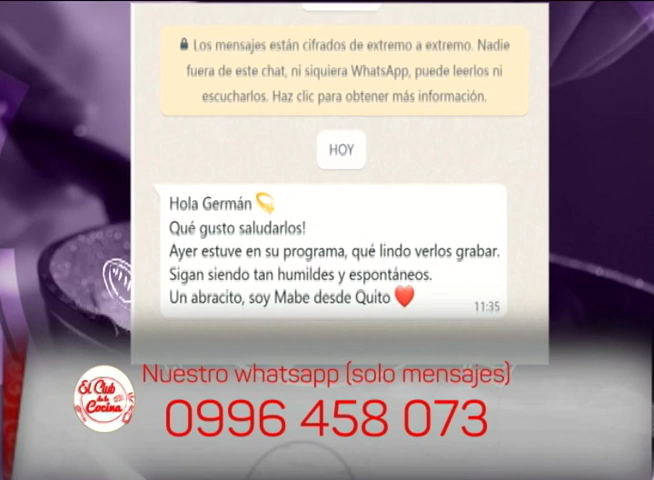 Los mensajes están cifrados de extremo a extremo. Nadie
fuera de este chat, ni siquiera WhatsApp, puede leerlos ni
escucharlos. Haz clic para obtener más información.
HOY
Hola Germán 💫
Qué gusto saludarlos!
Ayer estuve en su programa, qué lindo verlos grabar.
Sigan siendo tan humildes y espontáneos.
Un abracito, soy Mabe desde Quito ❤️
11:35
Nuestro whatsapp (solo mensajes)
0996 458 073
El Club
de la
Cocina